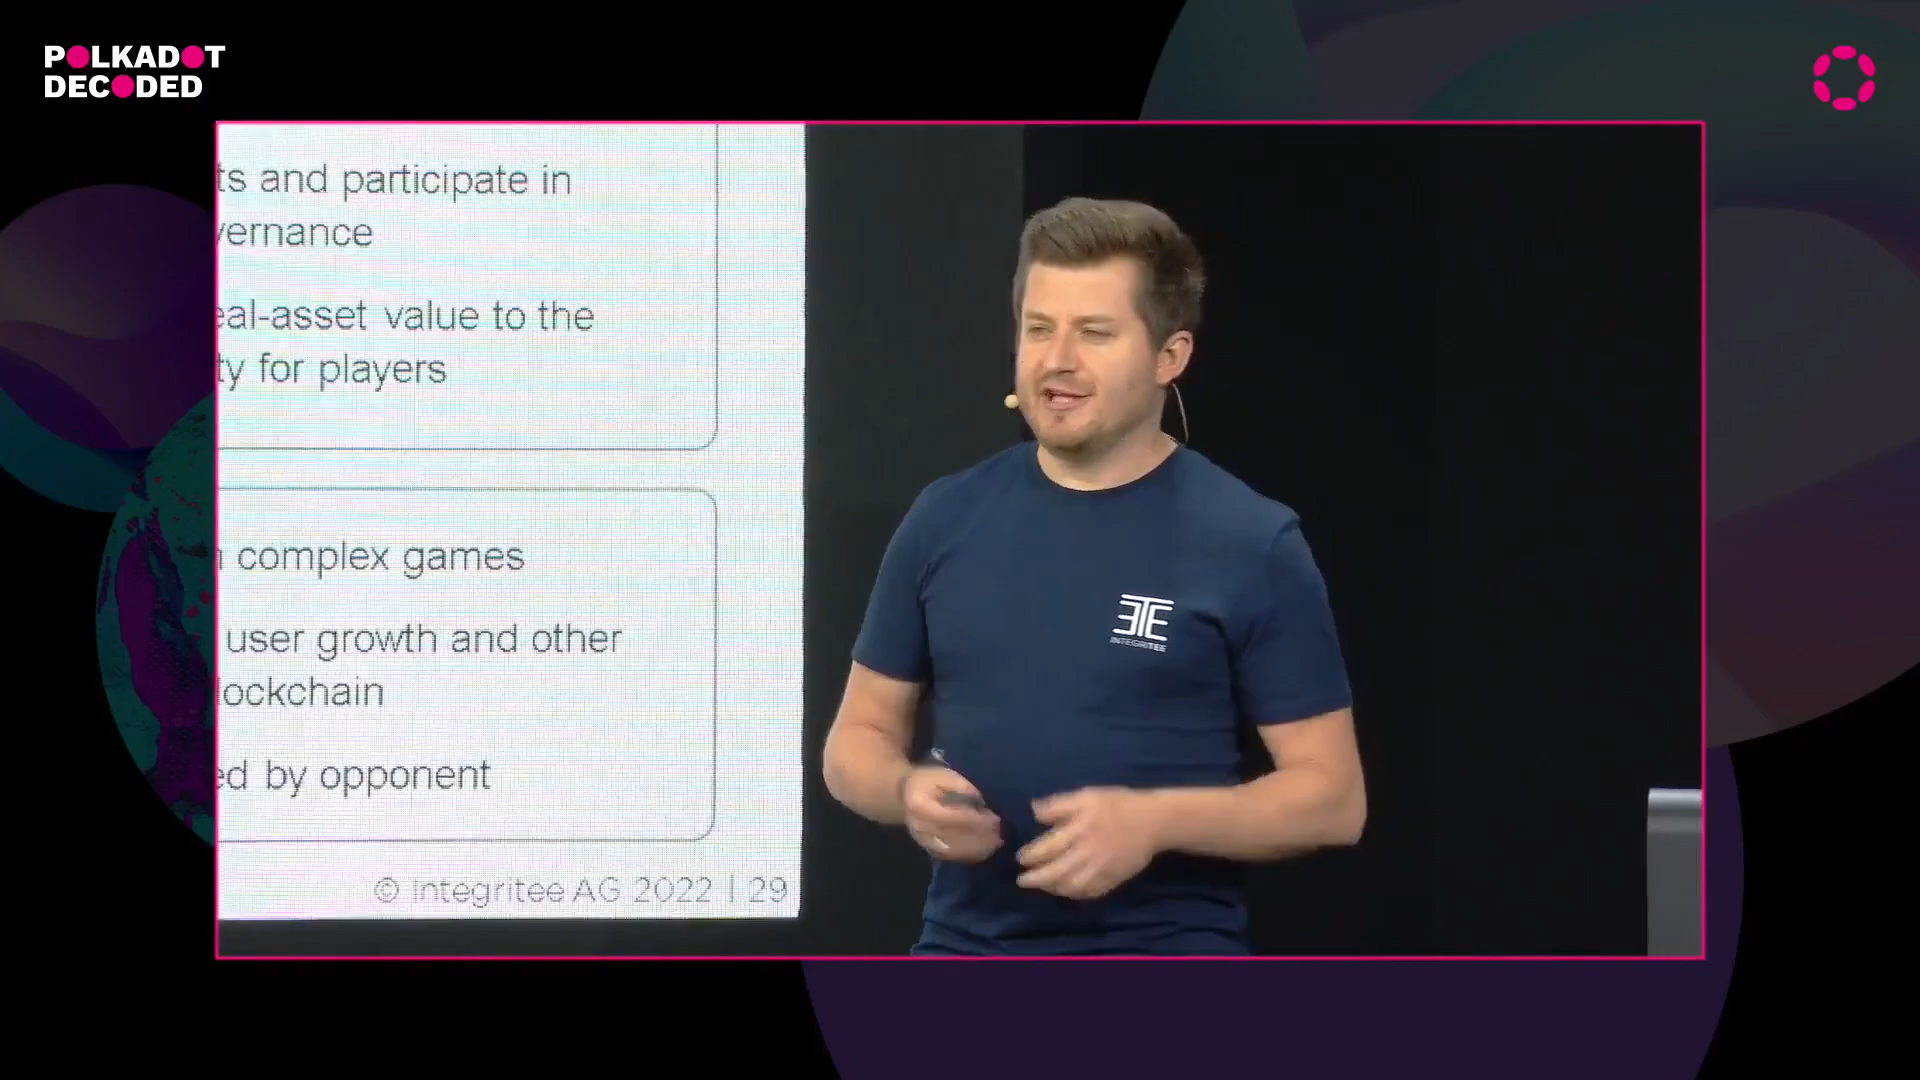 POLKADOT
DECODED
ts and participate in
vernance
eal-asset value to the
ty for players
complex games
user growth and other
lockchain
ed by opponent
© Integritee AG 2022 | 29
INTEGRITEE